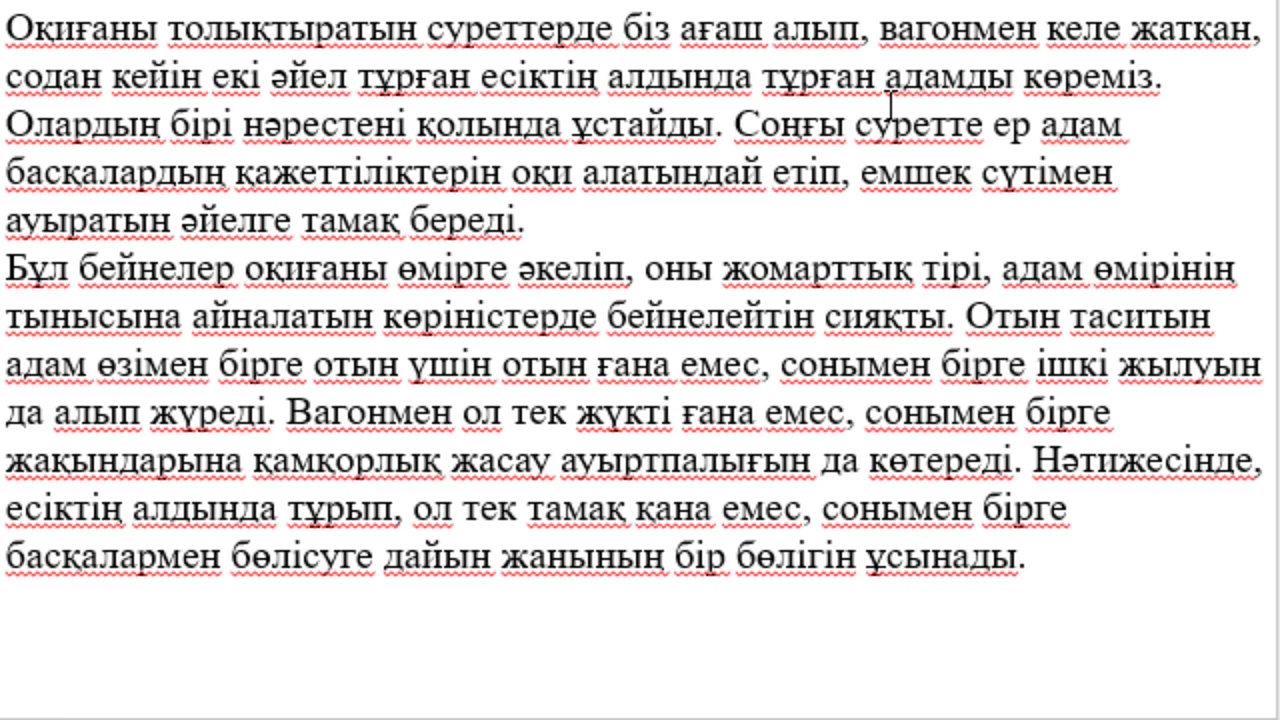 Оқиғаны толықтыратын суреттерде біз ағаш алып, вагонмен келе жатқан,
содан кейін екі әйел тұрған есіктің алдында тұрған адамды көреміз.
Олардың бірі нәрестені қолында ұстайды. Соңғы суретте ер адам
басқалардың қажеттіліктерін оқи алатындай етіп, емшек сүтімен
ауыратын әйелге тамақ береді.
Бұл бейнелер оқиғаны өмірге әкеліп, оны жомарттық тірі, адам өмірінің
тынысына айналатын көріністерде бейнелейтін сияқты. Отын таситын
адам өзімен бірге отын үшін отын ғана емес, сонымен бірге ішкі жылуын
да алып жүреді. Вагонмен ол тек жүкті ғана емес, сонымен бірге
жақындарына қамқорлық жасау ауыртпалығын да көтереді. Нәтижесінде,
есіктің алдында тұрып, ол тек тамақ қана емес, сонымен бірге
басқалармен бөлісуге дайын жанының бір бөлігін ұсынады.